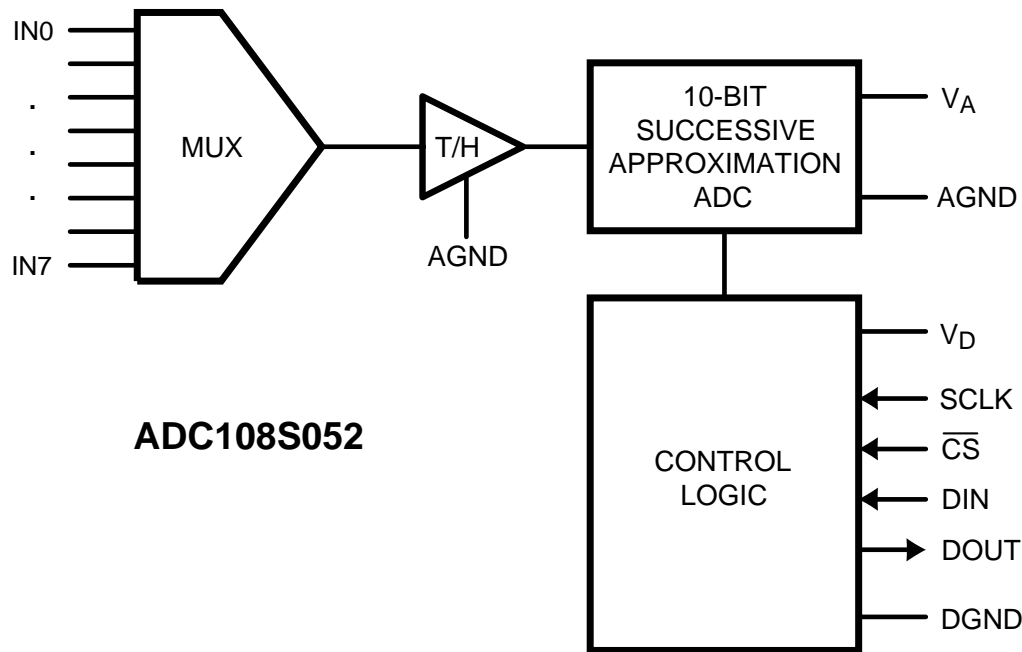 IN0
.
.
.
IN7
MUX
T/H
AGND
10-BIT
SUCCESSIVE
APPROXIMATION
ADC
VA
AGND
ADC108S052
CONTROL
LOGIC
VD
SCLK
C̅S̅
DIN
DOUT
DGND